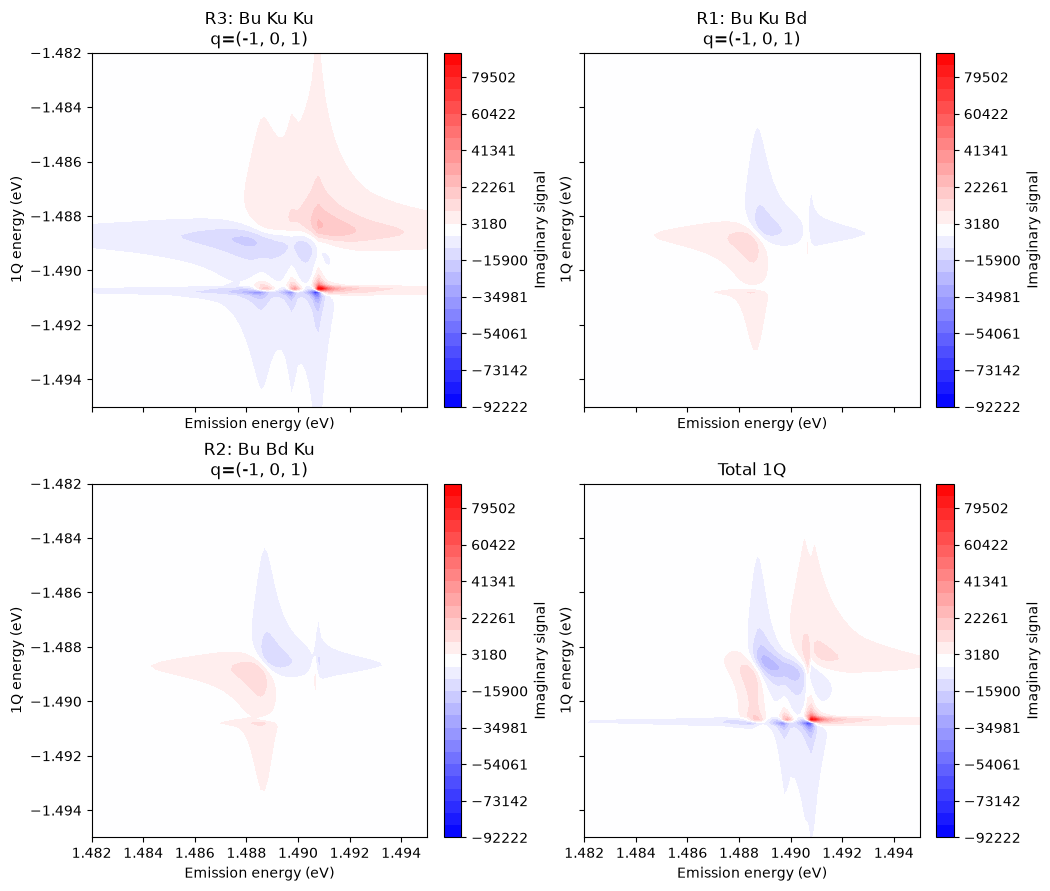 R3: Bu Ku Ku
q=(-1, 0, 1)
−1.482
−1.484
−1.486
−1.488
−1.490
−1.492
−1.494
1Q energy (eV)
Emission energy (eV)
79502
60422
41341
22261
3180
−15900
−34981
−54061
−73142
−92222
Imaginary signal
R1: Bu Ku Bd
q=(-1, 0, 1)
1Q energy (eV)
Emission energy (eV)
79502
60422
41341
22261
3180
−15900
−34981
−54061
−73142
−92222
Imaginary signal
R2: Bu Bd Ku
q=(-1, 0, 1)
−1.482
−1.484
−1.486
−1.488
−1.490
−1.492
−1.494
1Q energy (eV)
1.482 1.484 1.486 1.488 1.490 1.492 1.494
Emission energy (eV)
79502
60422
41341
22261
3180
−15900
−34981
−54061
−73142
−92222
Imaginary signal
Total 1Q
1Q energy (eV)
1.482 1.484 1.486 1.488 1.490 1.492 1.494
Emission energy (eV)
79502
60422
41341
22261
3180
−15900
−34981
−54061
−73142
−92222
Imaginary signal